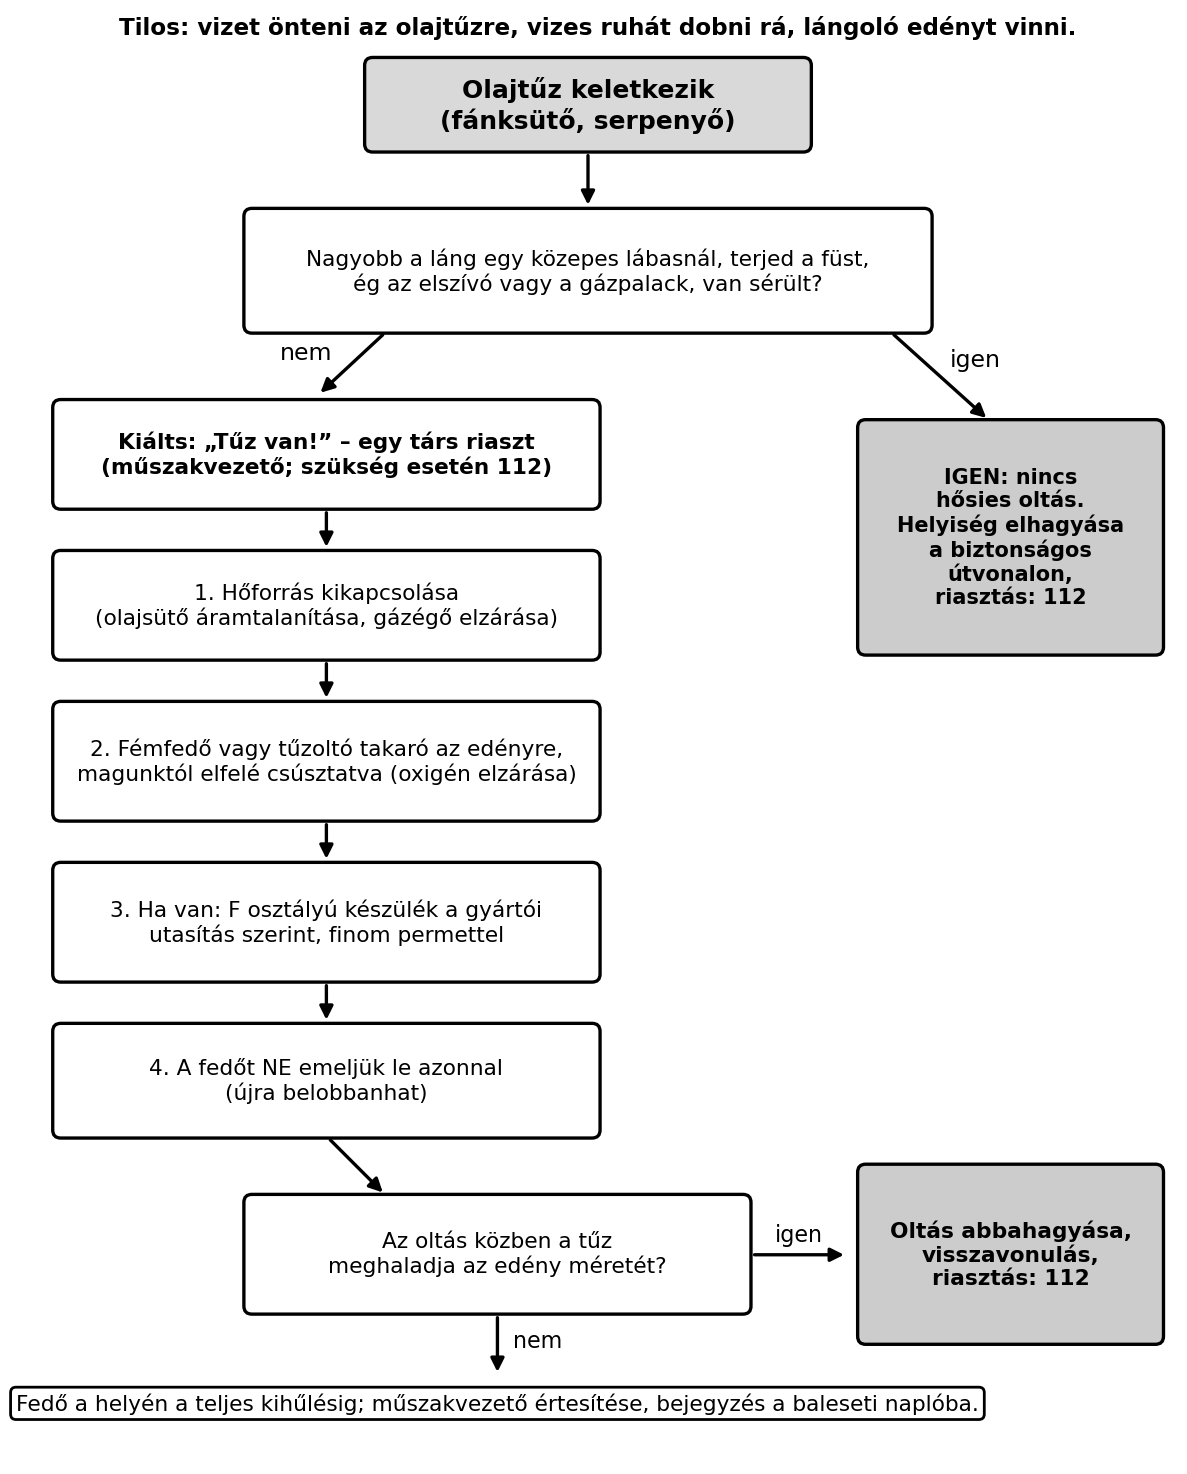 Tilos: vizet önteni az olajtűzre, vizes ruhát dobni rá, lángoló edényt vinni.
Olajtűz keletkezik
(fánksütő, serpenyő)
Nagyobb a láng egy közepes lábasnál, terjed a füst,
ég az elszívó vagy a gázpalack, van sérült?
nem
igen
Kiálts: „Tűz van!” – egy társ riaszt
(műszakvezető; szükség esetén 112)
IGEN: nincs
hősies oltás.
Helyiség elhagyása
a biztonságos
útvonalon,
riasztás: 112
1. Hőforrás kikapcsolása
(olajsütő áramtalanítása, gázégő elzárása)
2. Fémfedő vagy tűzoltó takaró az edényre,
magunktól elfelé csúsztatva (oxigén elzárása)
3. Ha van: F osztályú készülék a gyártói
utasítás szerint, finom permettel
4. A fedőt NE emeljük le azonnal
(újra belobbanhat)
Az oltás közben a tűz
meghaladja az edény méretét?
igen
Oltás abbahagyása,
visszavonulás,
riasztás: 112
nem
Fedő a helyén a teljes kihűlésig; műszakvezető értesítése, bejegyzés a baleseti naplóba.